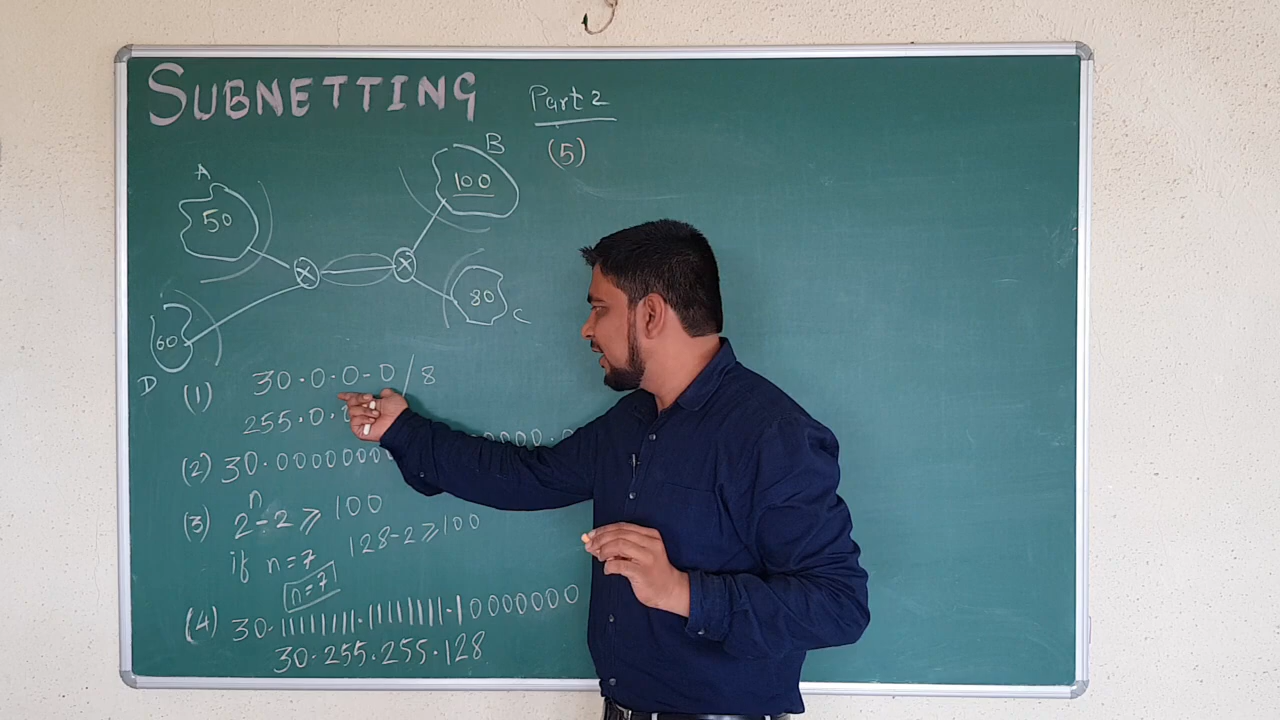 SUBNETTING
Part 2
(5)
A
50
B
100
80
C
60
D
(1) 30.0.0.0/8
255.0.
(2) 30.00000000
(3) 2^n-2 ⩾ 100
if n=7 128-2⩾100
n=7
(4) 30.11111111.11111111.10000000
30.255.255.128